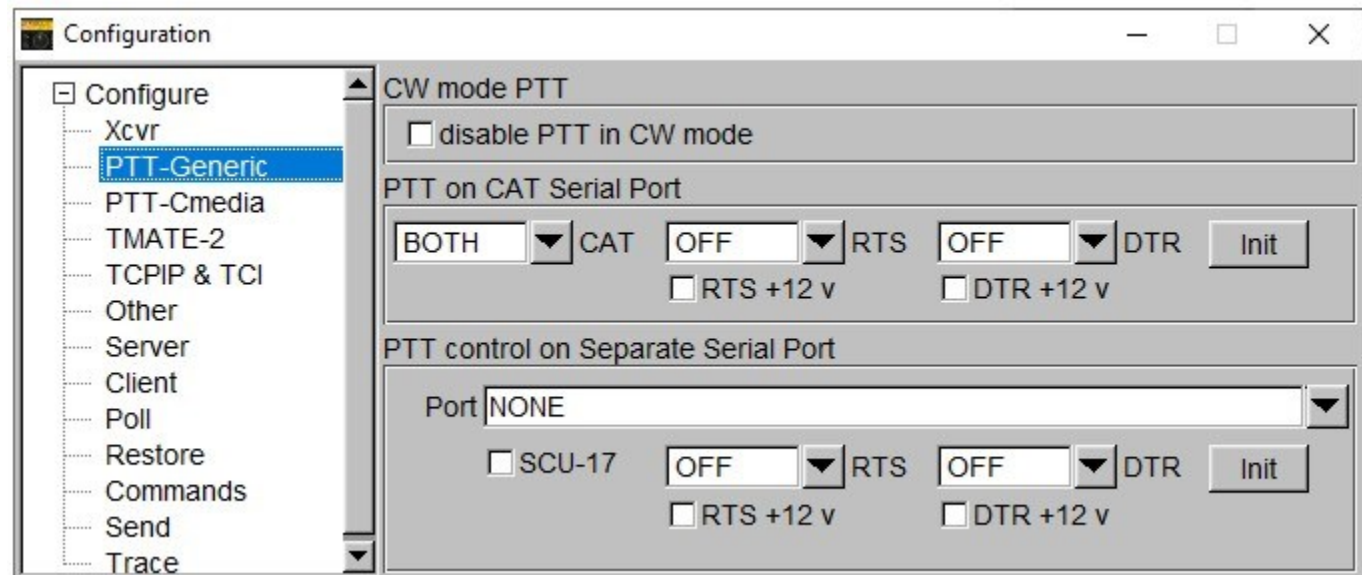 Configuration
Configure
Xcvr
PTT-Generic
PTT-Cmedia
TMATE-2
TCPIP & TCI
Other
Server
Client
Poll
Restore
Commands
Send
Trace
CW mode PTT
disable PTT in CW mode
PTT on CAT Serial Port
BOTH CAT OFF RTS OFF DTR Init
RTS +12 v DTR +12 v
PTT control on Separate Serial Port
Port NONE
SCU-17 OFF RTS OFF DTR Init
RTS +12 v DTR +12 v